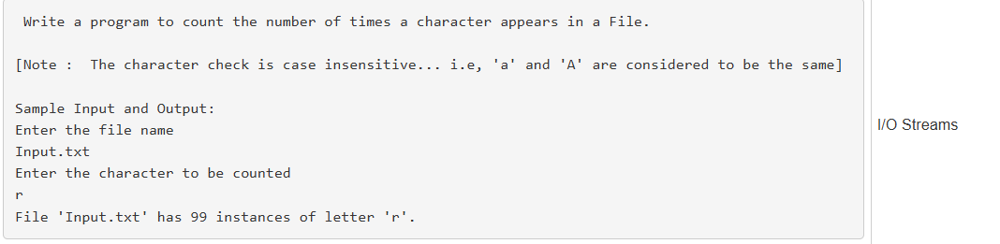 Write a program to count the number of times a character appears in a File.
[Note :  The character check is case insensitive... i.e, 'a' and 'A' are considered to be the same]
Sample Input and Output:
Enter the file name
Input.txt
Enter the character to be counted
r
File 'Input.txt' has 99 instances of letter 'r'.
I/O Streams